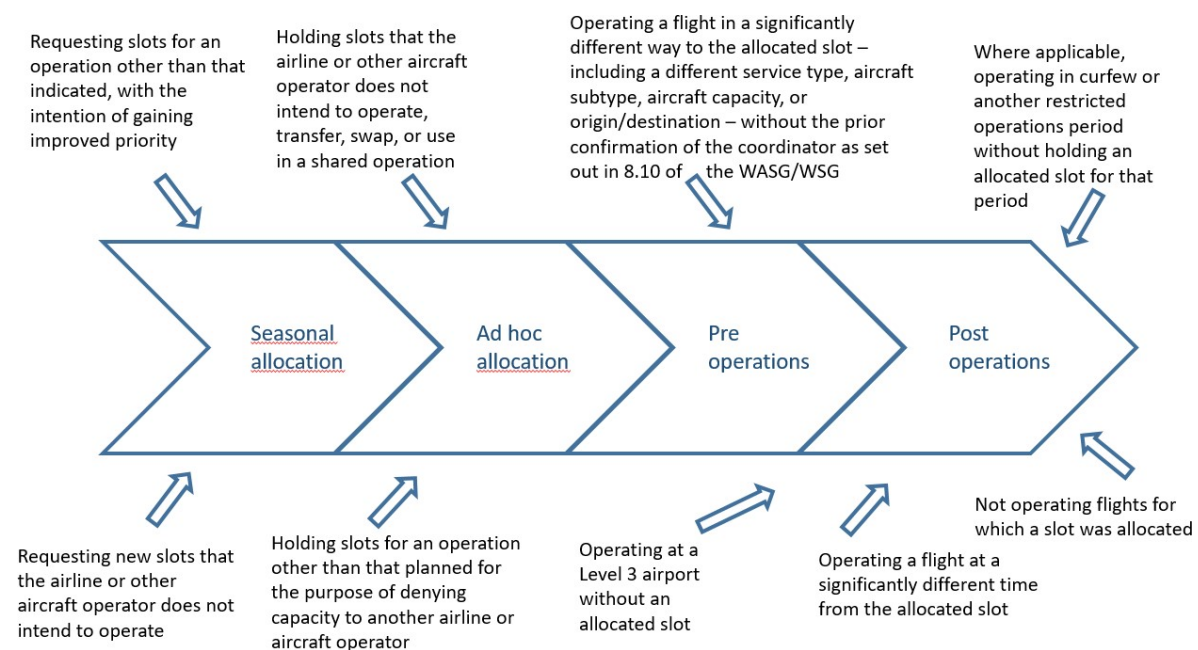 Requesting slots for an
operation other than that
indicated, with the
intention of gaining
improved priority
Holding slots that the
airline or other aircraft
operator does not
intend to operate,
transfer, swap, or use
in a shared operation
Operating a flight in a significantly
different way to the allocated slot –
including a different service type, aircraft
subtype, aircraft capacity, or
origin/destination – without the prior
confirmation of the coordinator as set
out in 8.10 of the WASG/WSG
Where applicable,
operating in curfew or
another restricted
operations period
without holding an
allocated slot for that
period
Seasonal
allocation
Ad hoc
allocation
Pre
operations
Post
operations
Requesting new slots that
the airline or other
aircraft operator does not
intend to operate
Holding slots for an operation
other than that planned for
the purpose of denying
capacity to another airline or
aircraft operator
Operating at a
Level 3 airport
without an
allocated slot
Operating a flight at a
significantly different time
from the allocated slot
Not operating flights for
which a slot was allocated